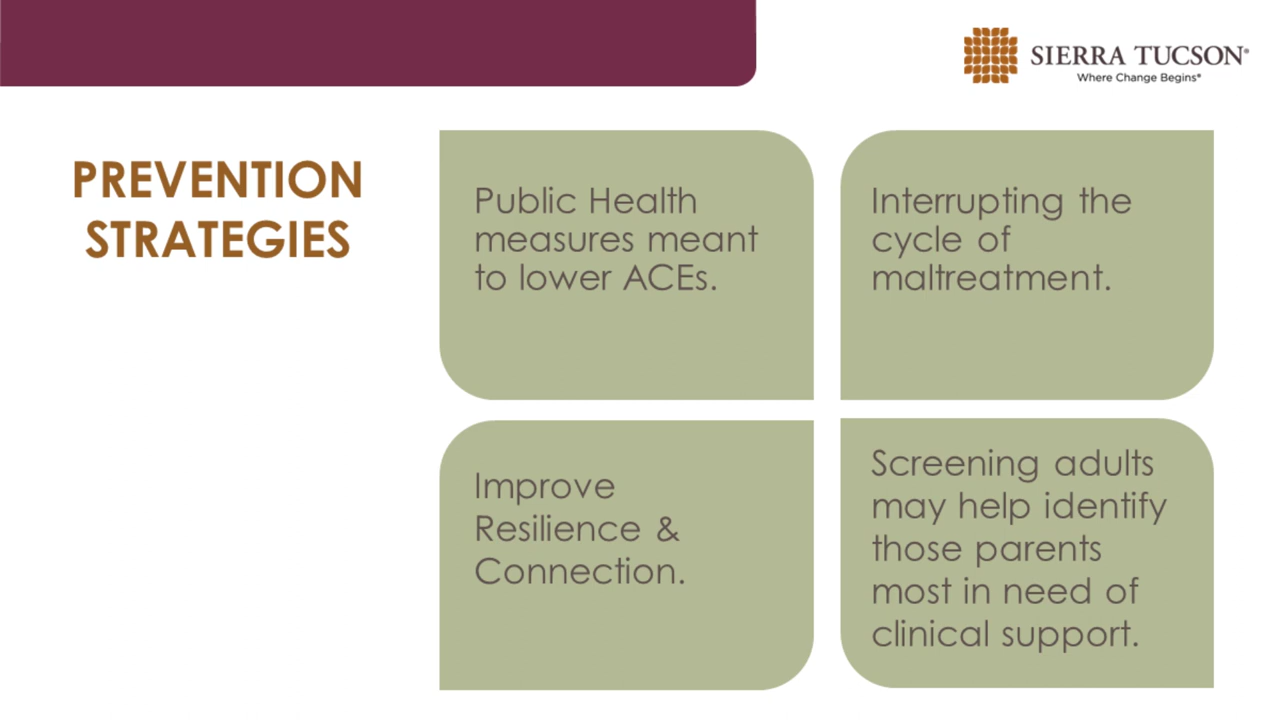 SIERRA TUCSON®
Where Change Begins®
PREVENTION
STRATEGIES
Public Health
measures meant
to lower ACEs.
Interrupting the
cycle of
maltreatment.
Improve
Resilience &
Connection.
Screening adults
may help identify
those parents
most in need of
clinical support.